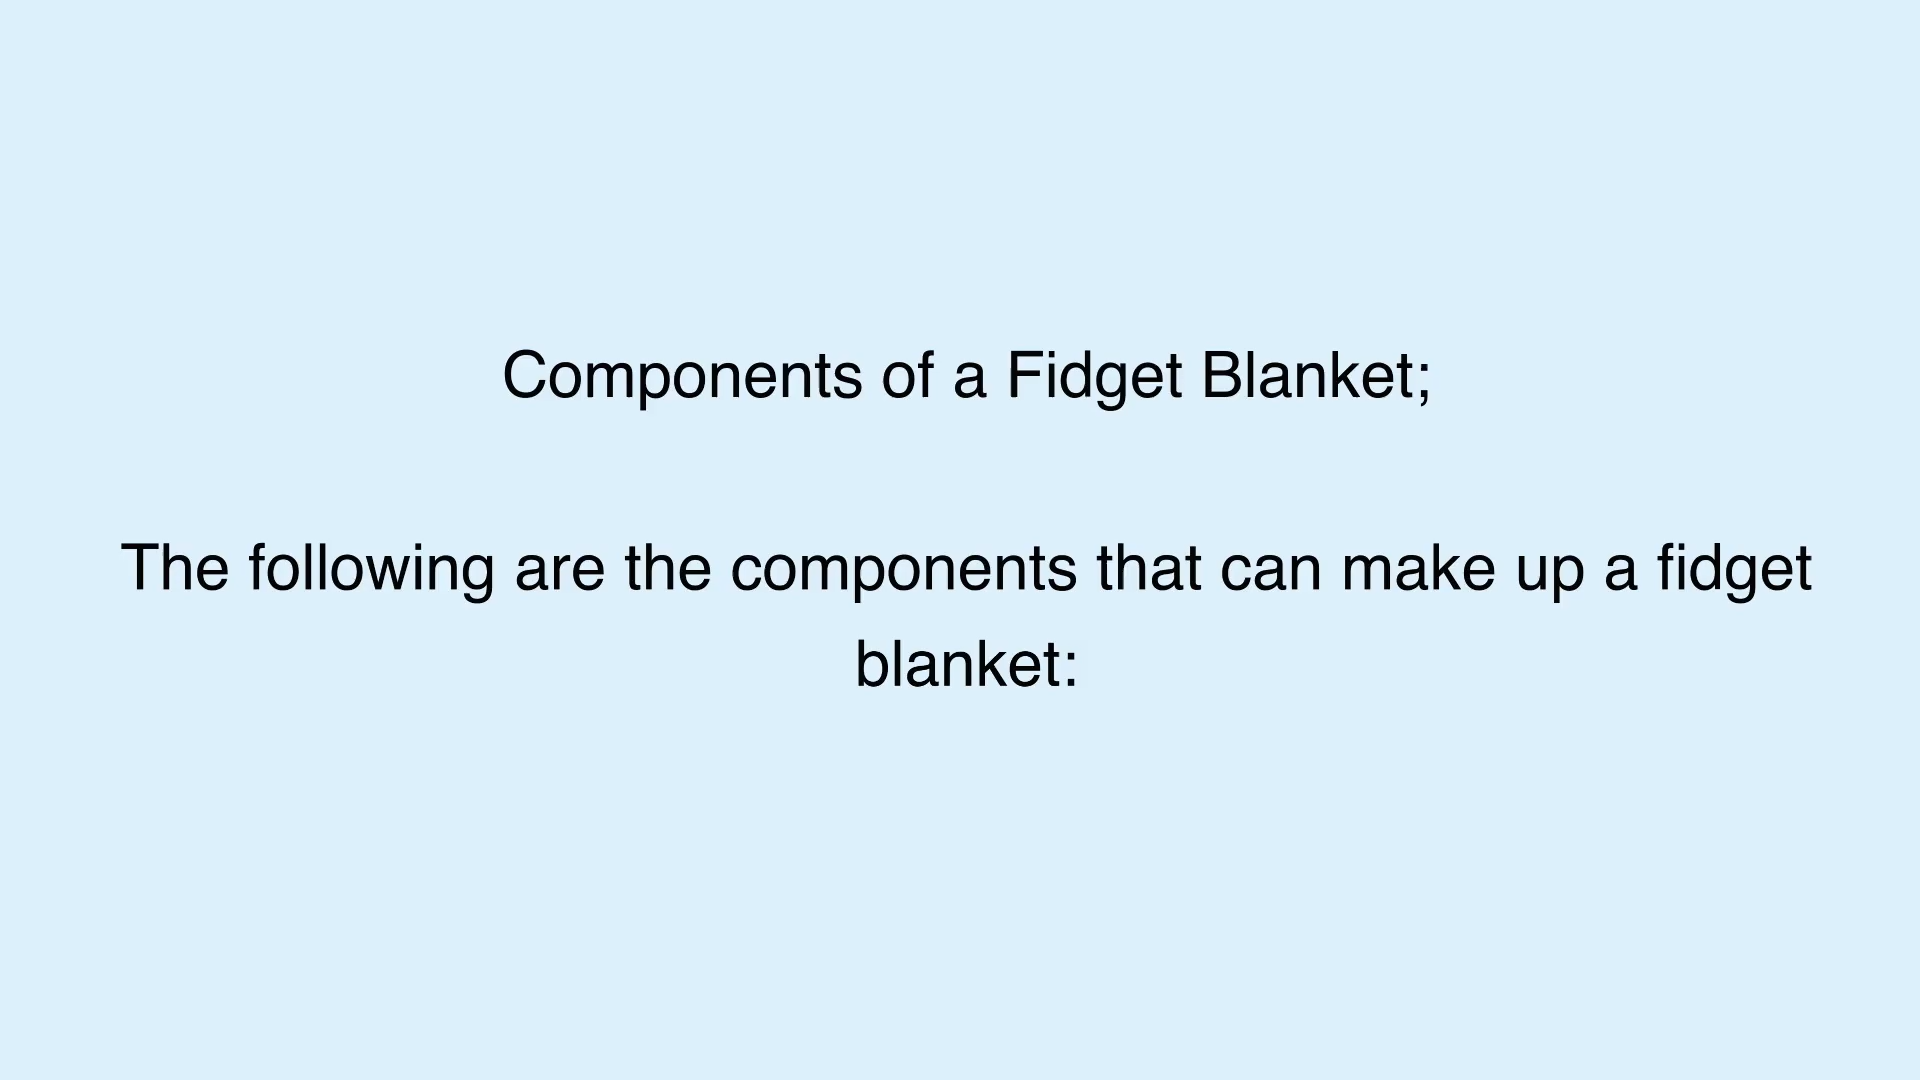 Components of a Fidget Blanket;
The following are the components that can make up a fidget
blanket: